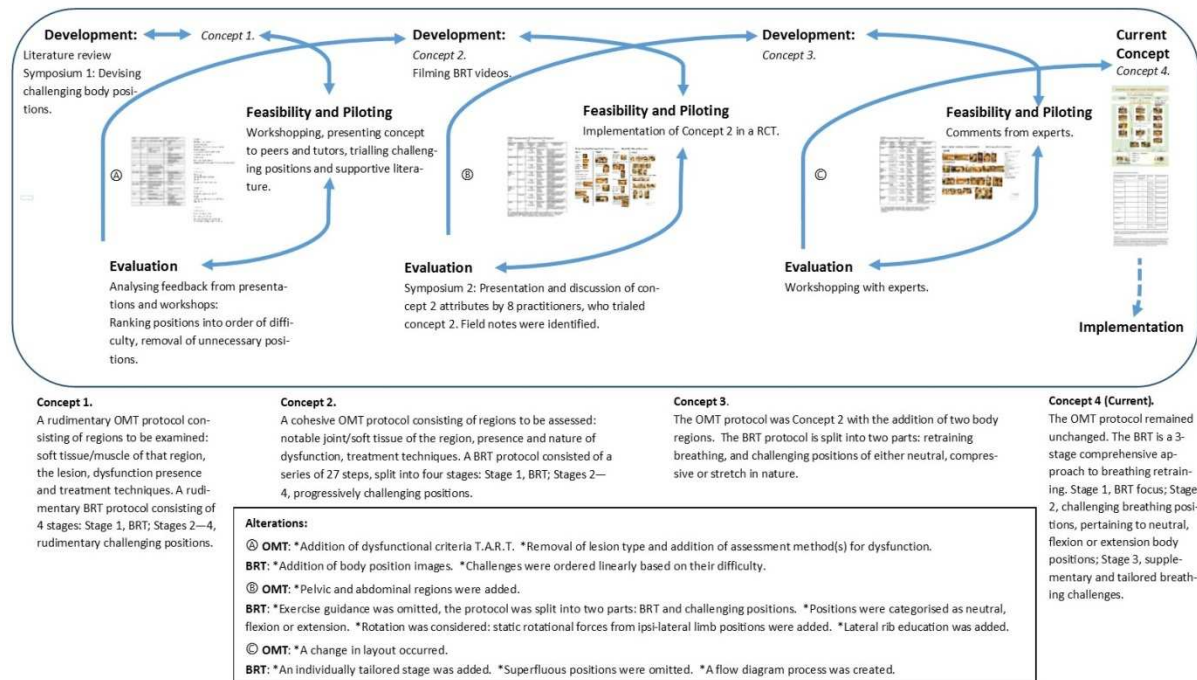 Development:
Literature review
Symposium 1: Devising
challenging body posi-
tions.
Concept 1.
Feasibility and Piloting
Workshopping, presenting concept
to peers and tutors, trialling challeng-
ing positions and supportive litera-
ture.
Ⓐ
Evaluation
Analysing feedback from presenta-
tions and workshops:
Ranking positions into order of diffi-
culty, removal of unnecessary posi-
tions.
Development:
Concept 2.
Filming BRT videos.
Feasibility and Piloting
Implementation of Concept 2 in a RCT.
Ⓑ
Evaluation
Symposium 2: Presentation and discussion of con-
cept 2 attributes by 8 practitioners, who trialed
concept 2. Field notes were identified.
Development:
Concept 3.
Feasibility and Piloting
Comments from experts.
Ⓒ
Evaluation
Workshopping with experts.
Current
Concept
Concept 4.
Implementation
Concept 1.
A rudimentary OMT protocol con-
sisting of regions to be examined:
soft tissue/muscle of that region,
the lesion, dysfunction presence
and treatment techniques. A rudi-
mentary BRT protocol consisting of
4 stages: Stage 1, BRT; Stages 2—4,
rudimentary challenging positions.
Concept 2.
A cohesive OMT protocol consisting of regions to be assessed:
notable joint/soft tissue of the region, presence and nature of
dysfunction, treatment techniques. A BRT protocol consisted of a
series of 27 steps, split into four stages: Stage 1, BRT; Stages 2—
4, progressively challenging positions.
Concept 3.
The OMT protocol was Concept 2 with the addition of two body
regions. The BRT protocol is split into two parts: retraining
breathing, and challenging positions of either neutral, compres-
sive or stretch in nature.
Concept 4 (Current).
The OMT protocol remained
unchanged. The BRT is a 3-
stage comprehensive ap-
proach to breathing retrain-
ing. Stage 1, BRT focus; Stage
2, challenging breathing posi-
tions, pertaining to neutral,
flexion or extension body
positions; Stage 3, supple-
mentary and tailored breath-
ing challenges.
Alterations:
Ⓐ OMT: *Addition of dysfunctional criteria T.A.R.T. *Removal of lesion type and addition of assessment method(s) for dysfunction.
BRT: *Addition of body position images. *Challenges were ordered linearly based on their difficulty.
Ⓑ OMT: *Pelvic and abdominal regions were added.
BRT: *Exercise guidance was omitted, the protocol was split into two parts: BRT and challenging positions. *Positions were categorised as neutral,
flexion or extension. *Rotation was considered: static rotational forces from ipsi-lateral limb positions were added. *Lateral rib education was added.
Ⓒ OMT: *A change in layout occurred.
BRT: *An individually tailored stage was added. *Superfluous positions were omitted. *A flow diagram process was created.